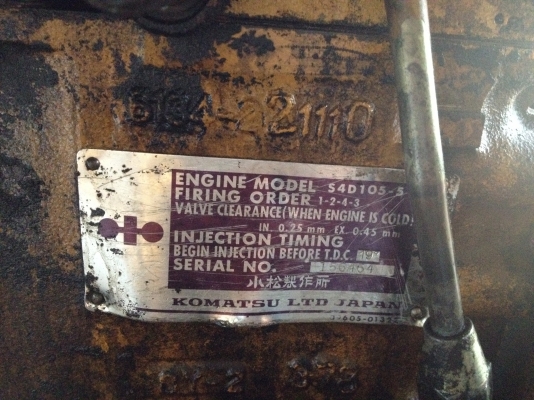 6134-221110
ENGINE MODEL S4D105-5
FIRING ORDER 1-2-4-3
VALVE CLEARANCE (WHEN ENGINE IS COLD)
IN. 0.25 mm EX. 0.45 mm
INJECTION TIMING
BEGIN INJECTION BEFORE T.D.C.
SERIAL NO.
小松製作所
KOMATSU LTD JAPAN